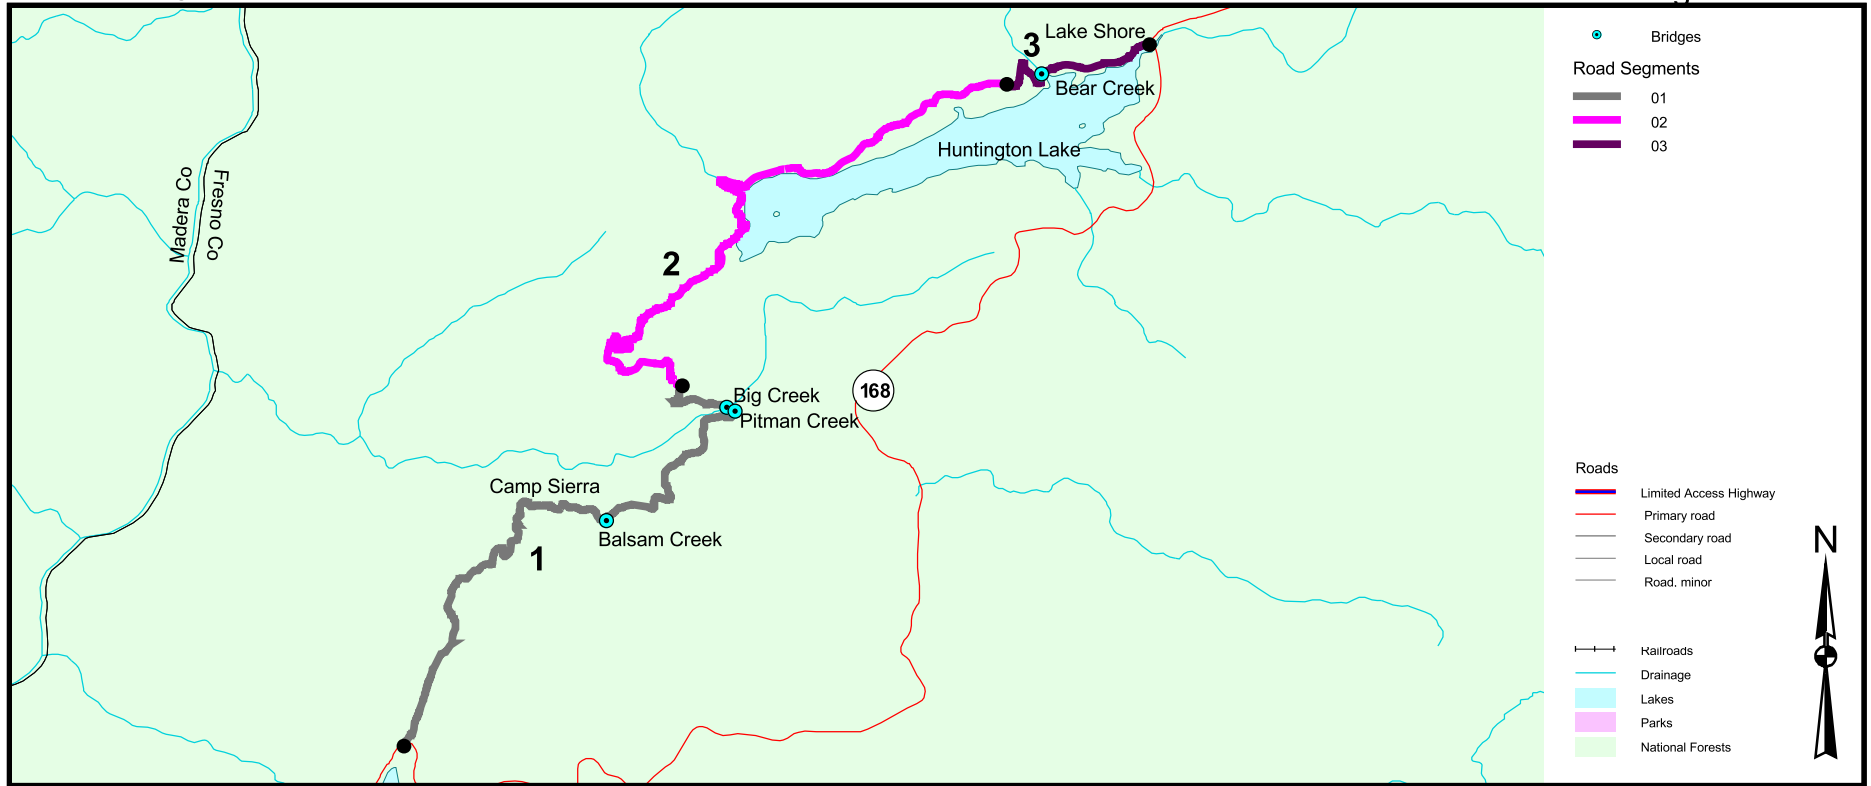 Lake Shore
3
Bear Creek
Huntington Lake
Madera Co
Fresno Co
2
168
Big Creek
Pitman Creek
Camp Sierra
Balsam Creek
1
Bridges
Road Segments
01
02
03
Roads
Limited Access Highway
Primary road
Secondary road
Local road
Road, minor
Railroads
Drainage
Lakes
Parks
National Forests
N